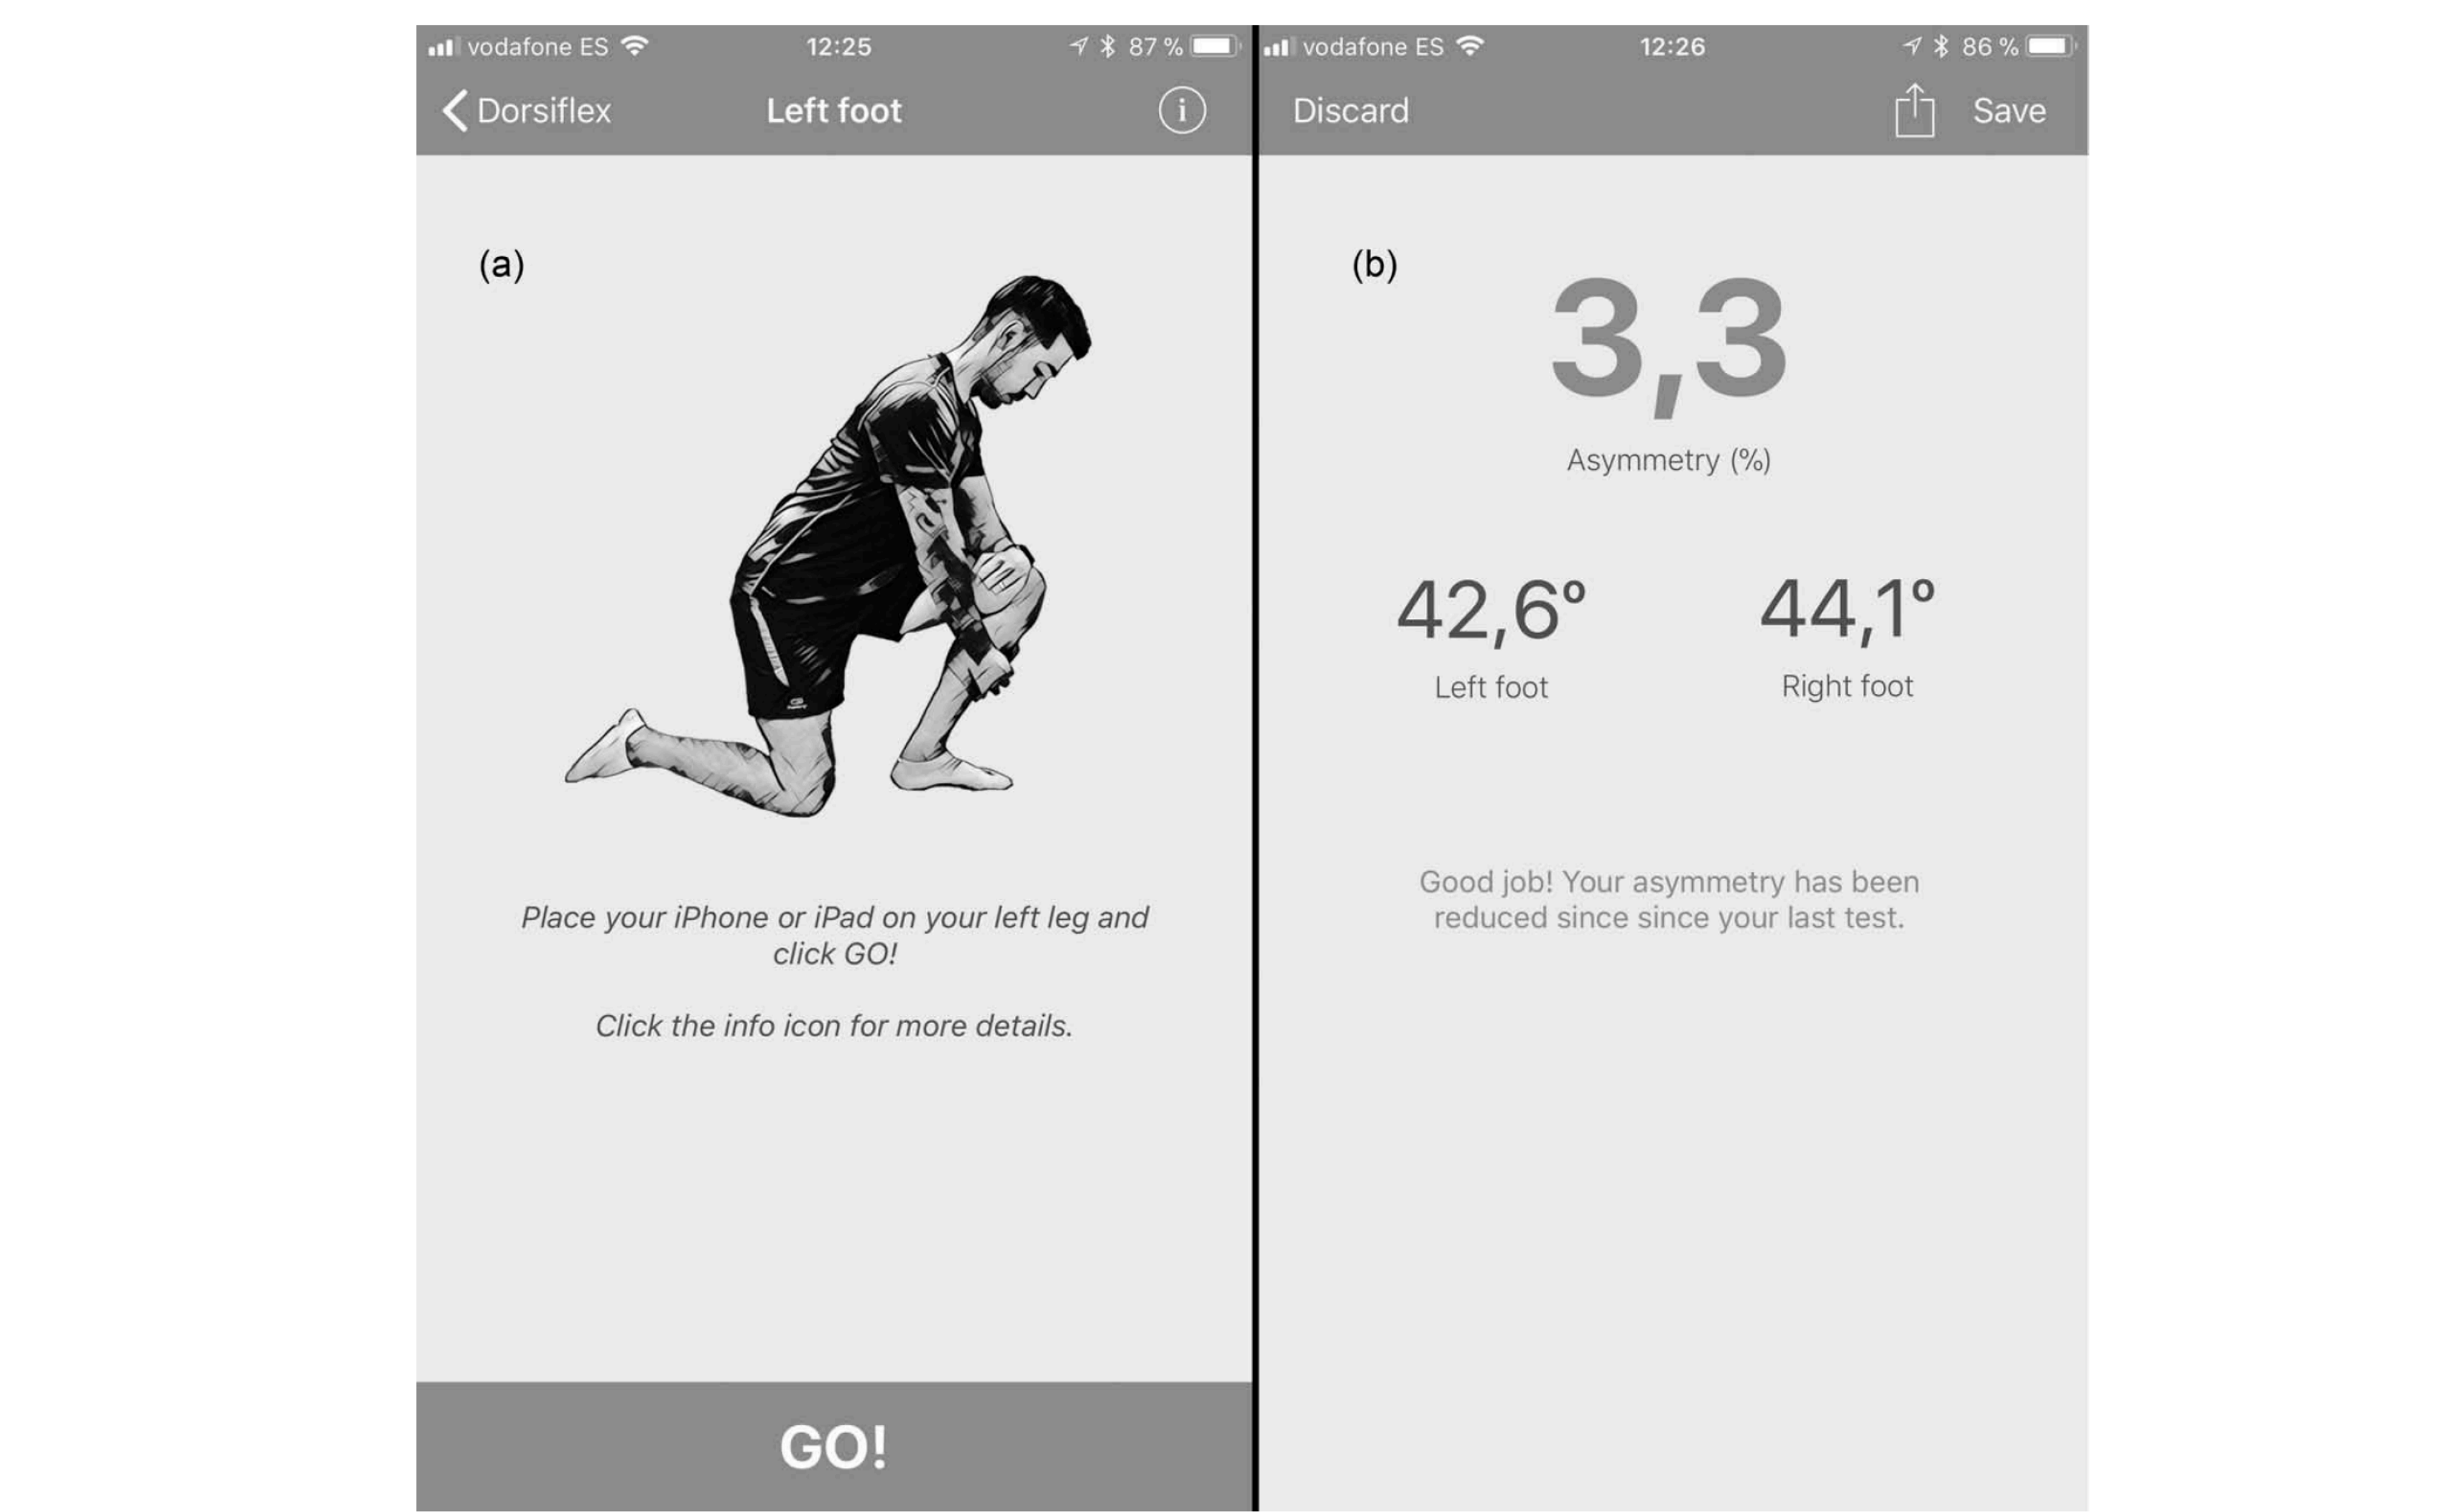 vodafone ES 12:25 87 %
Dorsiflex Left foot i
(a)
Place your iPhone or iPad on your left leg and
click GO!
Click the info icon for more details.
GO!
vodafone ES 12:26 86 %
Discard Save
(b)
3,3
Asymmetry (%)
42,6º 44,1º
Left foot Right foot
Good job! Your asymmetry has been
reduced since since your last test.